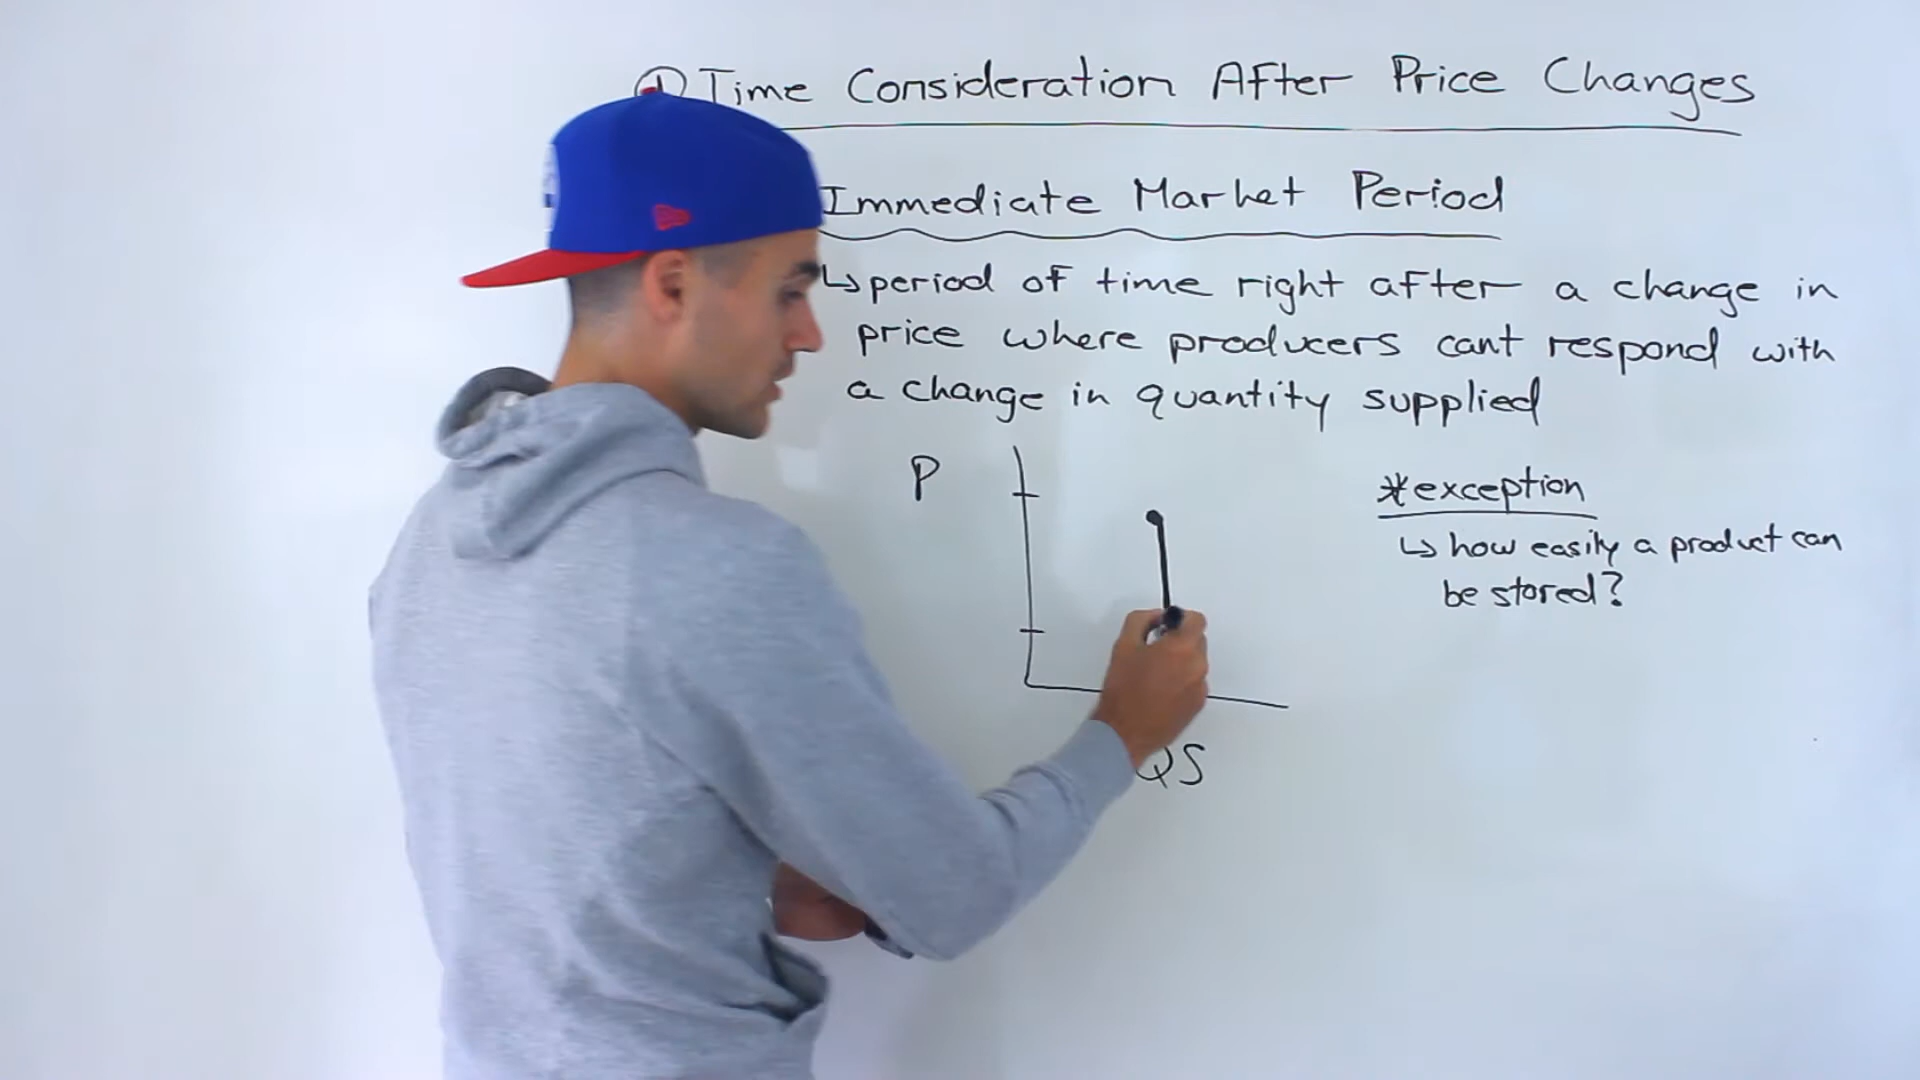 ① Time Consideration After Price Changes
Immediate Market Period
↳ period of time right after a change in
price where producers cant respond with
a change in quantity supplied
P
*exception
↳ how easily a product can
be stored?
QS